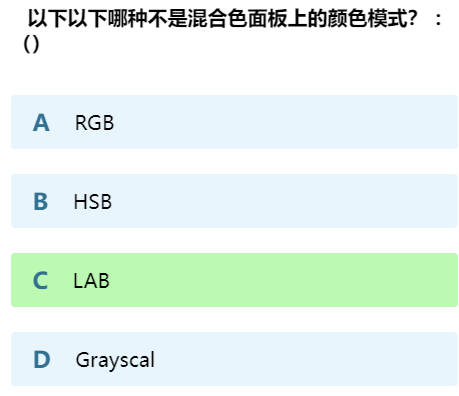 以下以下哪种不是混合色面板上的颜色模式？ ：
()
A RGB
B HSB
C LAB
D Grayscal